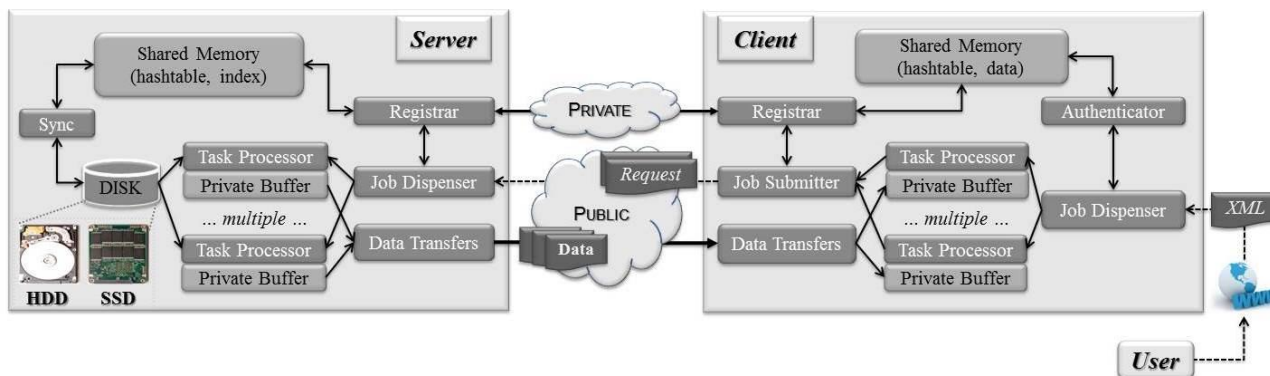 Server
Shared Memory
(hashtable, index)
Registrar
Sync
Task Processor
DISK
Private Buffer
Job Dispenser
... multiple ...
Task Processor
Data Transfers
Private Buffer
HDD
SSD
PRIVATE
Request
PUBLIC
Data
Client
Shared Memory
(hashtable, data)
Registrar
Authenticator
Task Processor
Job Submitter
Private Buffer
... multiple ...
Job Dispenser
Data Transfers
Task Processor
Private Buffer
XML
WWW
User